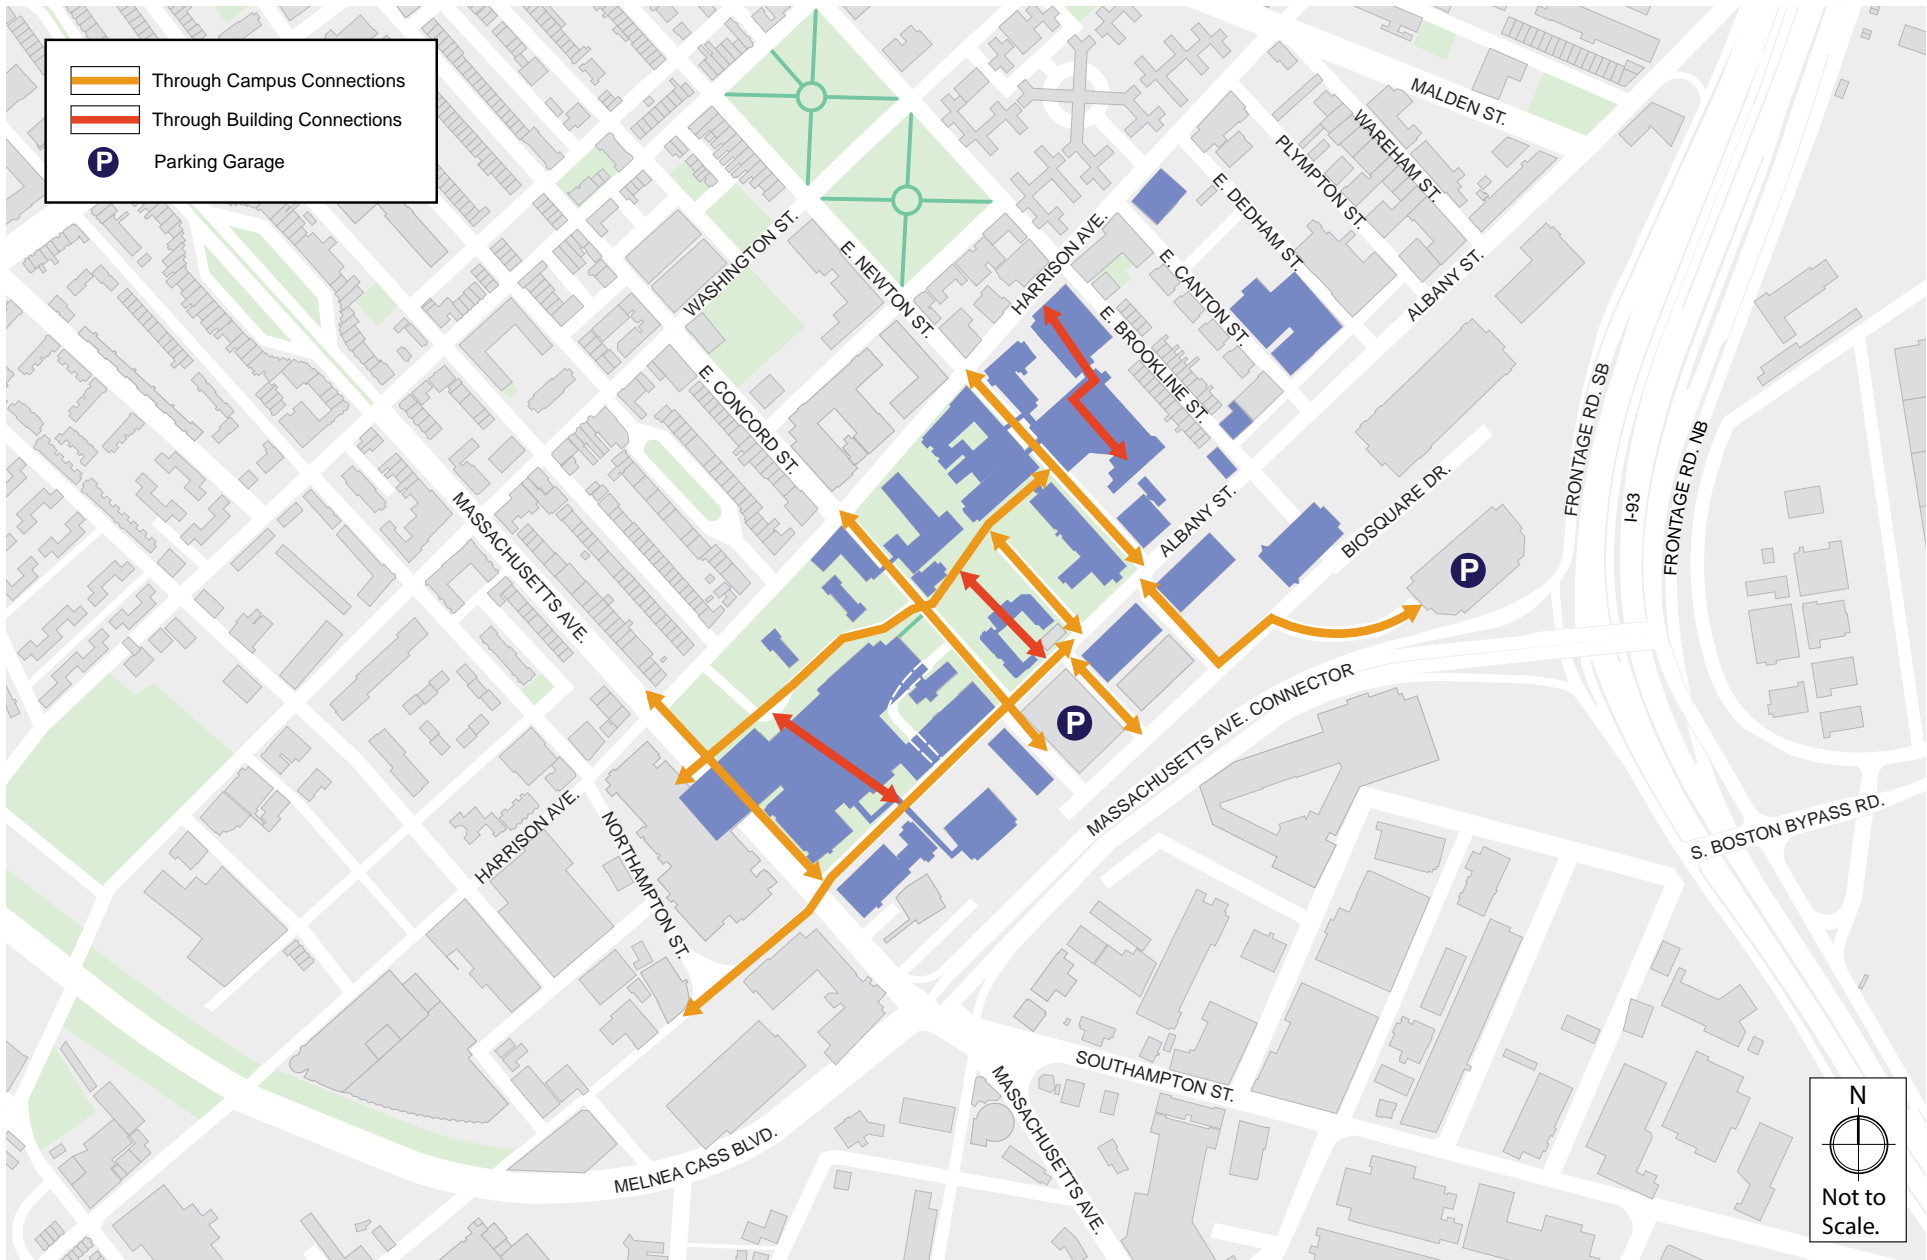 Through Campus Connections
Through Building Connections
P Parking Garage
MALDEN ST.
WAREHAM ST.
PLYMPTON ST.
E. DEDHAM ST.
HARRISON AVE.
WASHINGTON ST.
E. NEWTON ST.
E. CANTON ST.
ALBANY ST.
E. BROOKLINE ST.
E. CONCORD ST.
FRONTAGE RD. SB
I-93
FRONTAGE RD. NB
MASSACHUSETTS AVE.
ALBANY ST.
BIOSQUARE DR.
P
P
MASSACHUSETTS AVE. CONNECTOR
HARRISON AVE.
NORTHAMPTON ST.
S. BOSTON BYPASS RD.
SOUTHAMPTON ST.
MASSACHUSETTS AVE.
MELNEA CASS BLVD.
N
Not to
Scale.